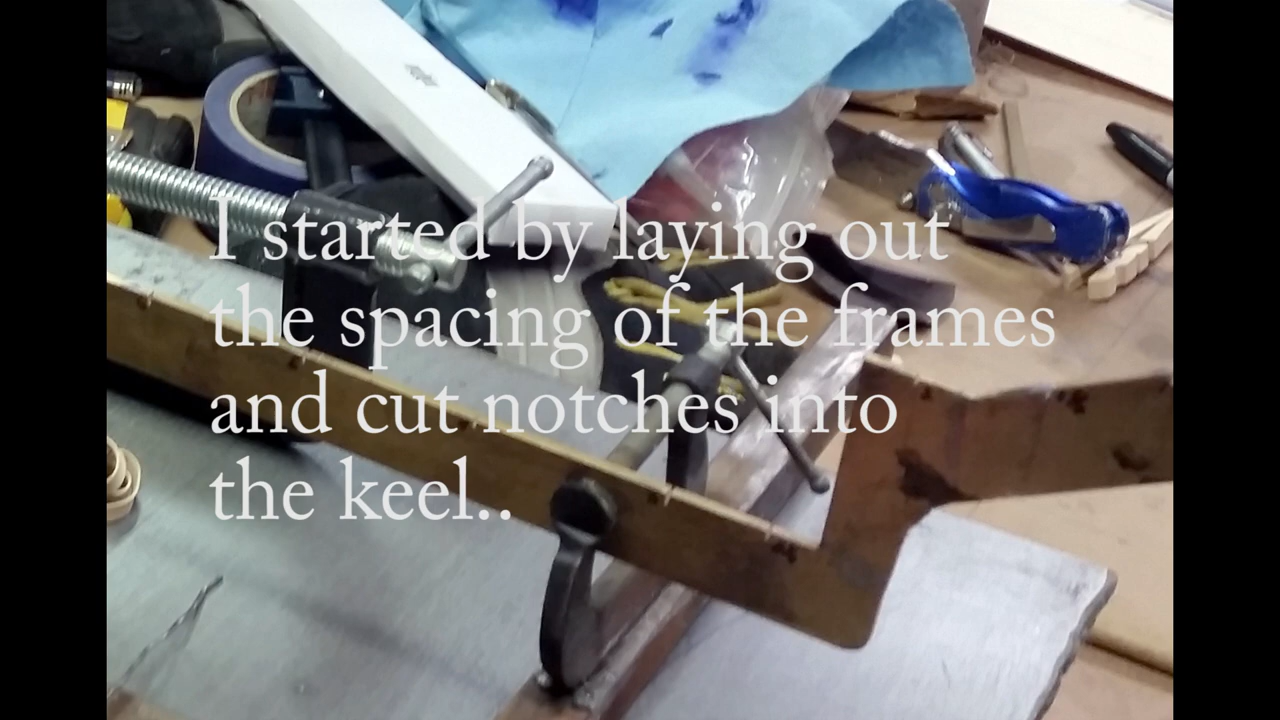 I started by laying out
the spacing of the frames
and cut notches into
the keel..